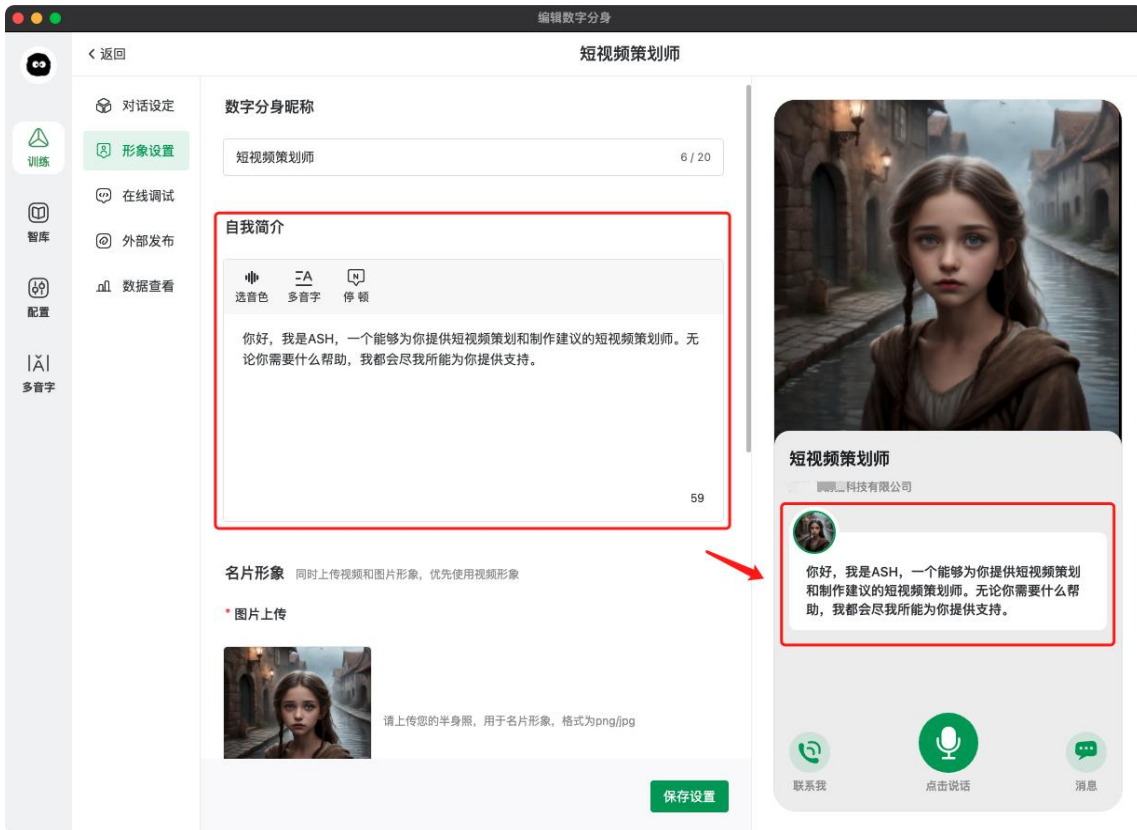 编辑数字分身
返回
短视频策划师
训练
智库
配置
多音字
对话设定
形象设置
在线调试
外部发布
数据查看
数字分身昵称
短视频策划师 6 / 20
自我简介
选音色 多音字 停 顿
你好，我是ASH，一个能够为你提供短视频策划和制作建议的短视频策划师。无
论你需要什么帮助，我都会尽我所能为你提供支持。
59
名片形象 同时上传视频和图片形象，优先使用视频形象
* 图片上传
请上传您的半身照，用于名片形象，格式为png/jpg
保存设置
短视频策划师
科技有限公司
你好，我是ASH，一个能够为你提供短视频策划
和制作建议的短视频策划师。无论你需要什么帮
助，我都会尽我所能为你提供支持。
联系我 点击说话 消息